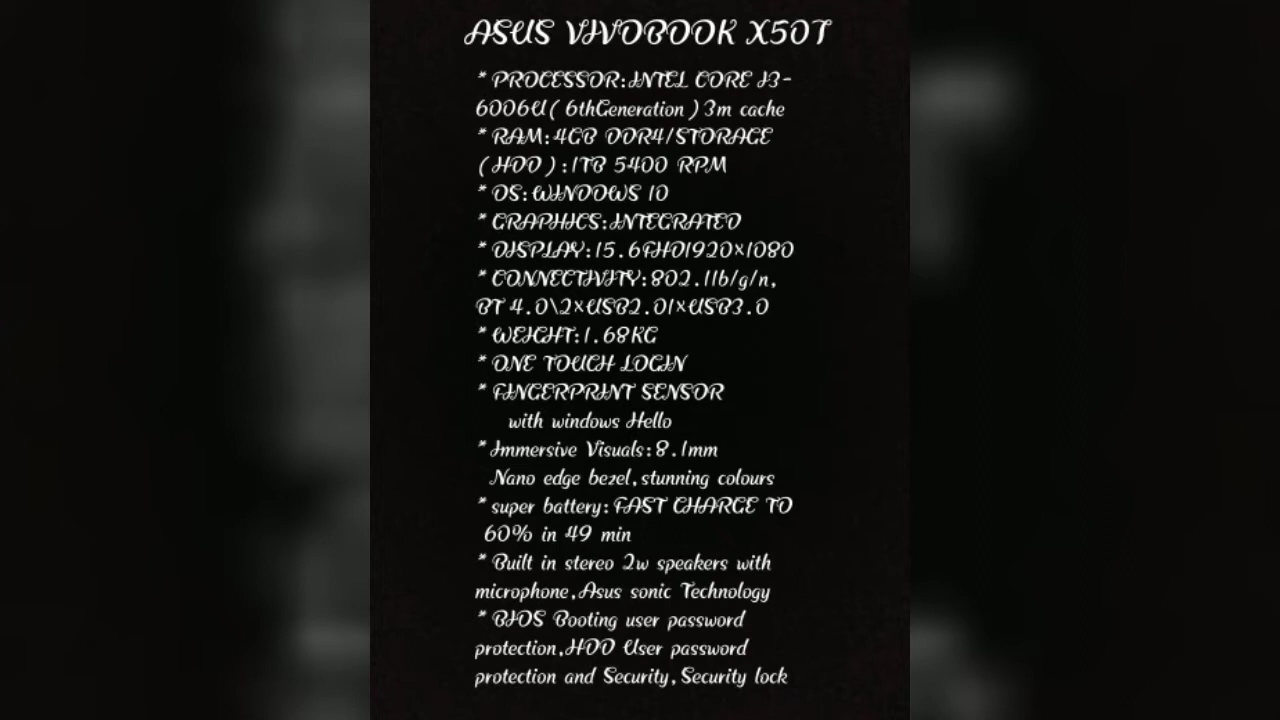 ASUS VIVOBOOK X507
* PROCESSOR:INTEL CORE I3-
6006U( 6thGeneration ) 3m cache
* RAM:4GB DDR4/STORAGE
( HDD ) :1TB 5400 RPM
* OS:WINDOWS 10
* GRAPHICS:INTEGRATED
* DISPLAY:15.6FHD1920×1080
* CONNECTIVITY:802.11b/g/n,
BT 4.0\2×USB2.01×USB3.0
* WEIGHT:1.68KG
* ONE TOUCH LOGIN
* FINGERPRINT SENSOR
with windows Hello
* Immersive Visuals:8.1mm
Nano edge bezel,stunning colours
* super battery:FAST CHARGE TO
60% in 49 min
* Built in stereo 2w speakers with
microphone,Asus sonic Technology
* BIOS Booting user password
protection,HDD User password
protection and Security,Security lock